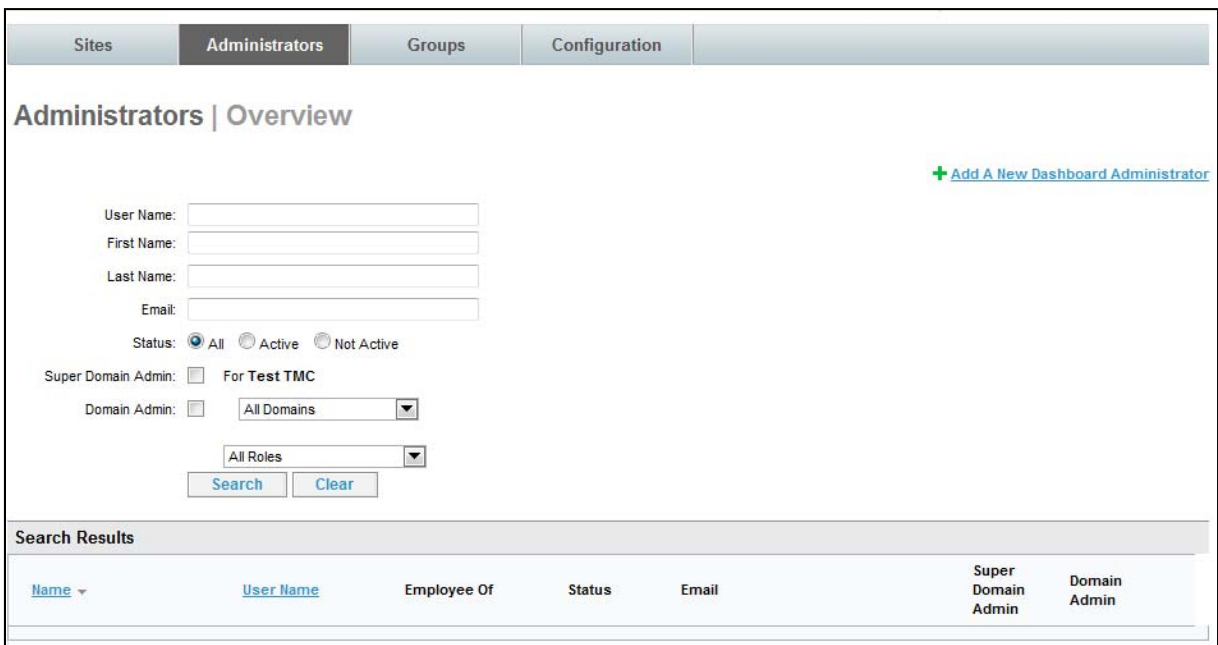 Sites Administrators Groups Configuration
Administrators | Overview
Add A New Dashboard Administrator
User Name:
First Name:
Last Name:
Email:
Status: All Active Not Active
Super Domain Admin: For Test TMC
Domain Admin: All Domains
All Roles
Search Clear
Search Results
Name User Name Employee Of Status Email Super Domain Admin Domain Admin